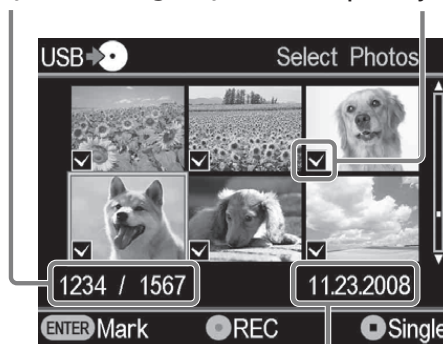 USB Select Photos
1234 / 1567 11.23.2008
ENTER Mark REC Single